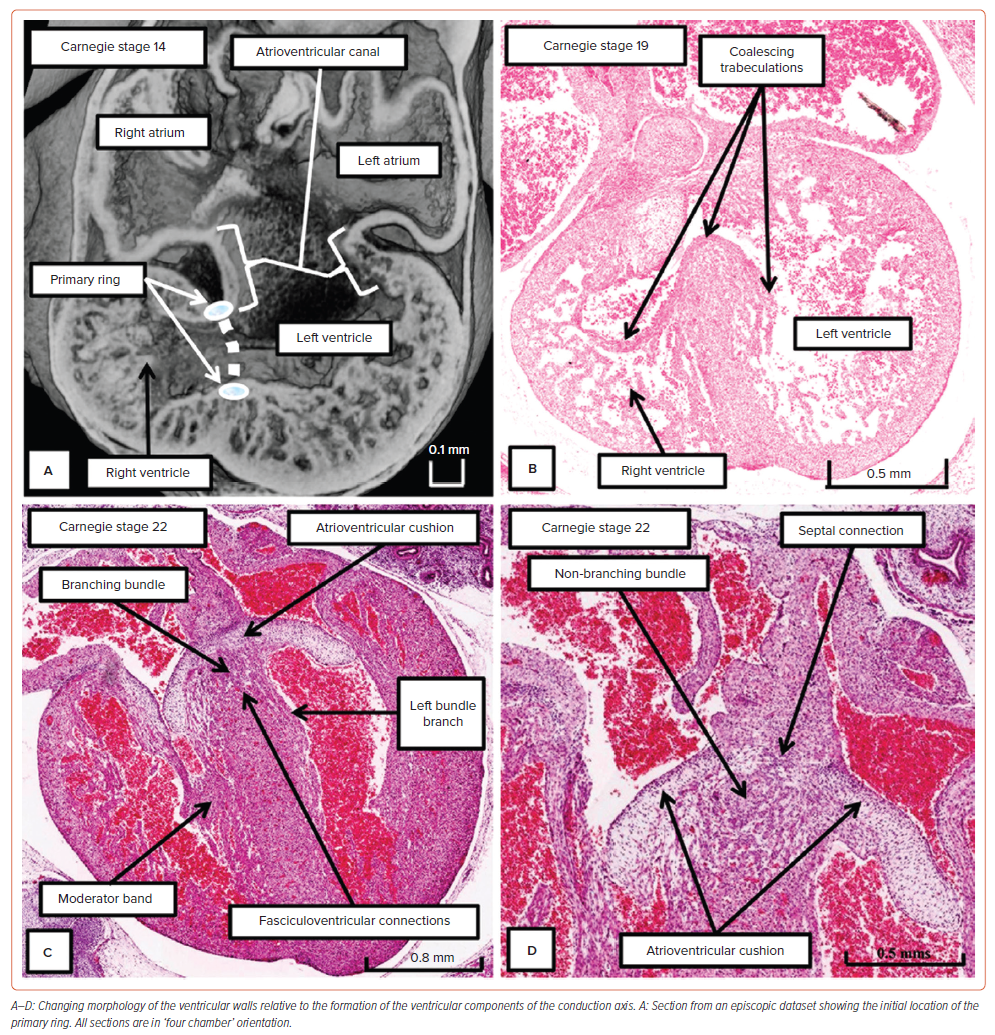 Carnegie stage 14
Atrioventricular canal
Right atrium
Left atrium
Primary ring
Left ventricle
Right ventricle
0.1 mm
A
Carnegie stage 19
Coalescing
trabeculations
Left ventricle
Right ventricle
0.5 mm
B
Carnegie stage 22
Atrioventricular cushion
Branching bundle
Left bundle
branch
Moderator band
Fasciculoventricular connections
0.8 mm
C
Carnegie stage 22
Septal connection
Non-branching bundle
Atrioventricular cushion
0.5 mms
D
A–D: Changing morphology of the ventricular walls relative to the formation of the ventricular components of the conduction axis. A: Section from an episcopic dataset showing the initial location of the
primary ring. All sections are in ‘four chamber’ orientation.